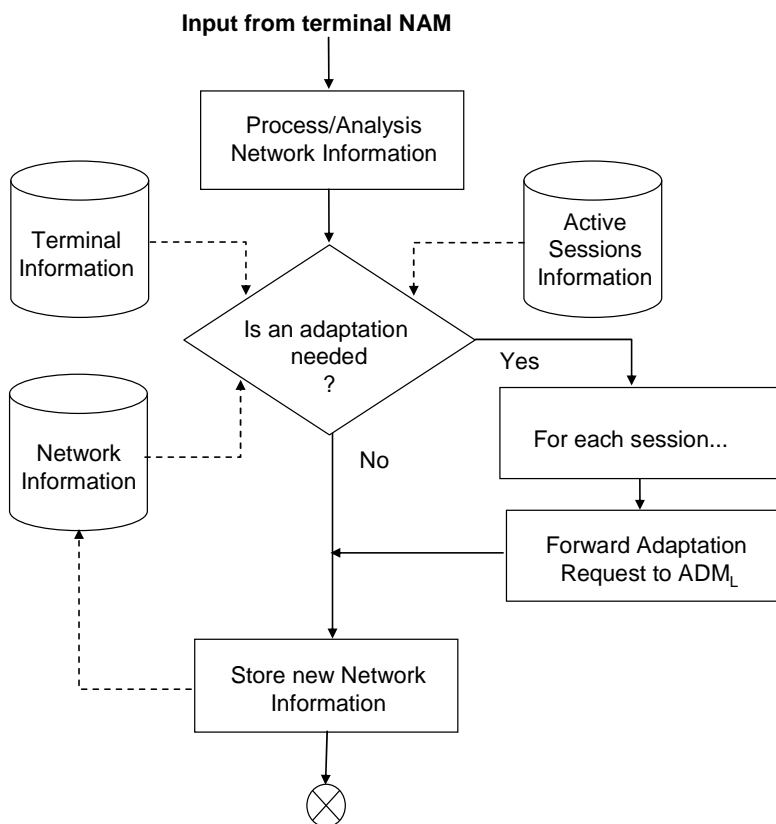 Input from terminal NAM
Process/Analysis
Network Information
Terminal
Information
Active
Sessions
Information
Is an adaptation
needed
?
Yes
Network
Information
No
For each session...
Forward Adaptation
Request to ADML
Store new Network
Information